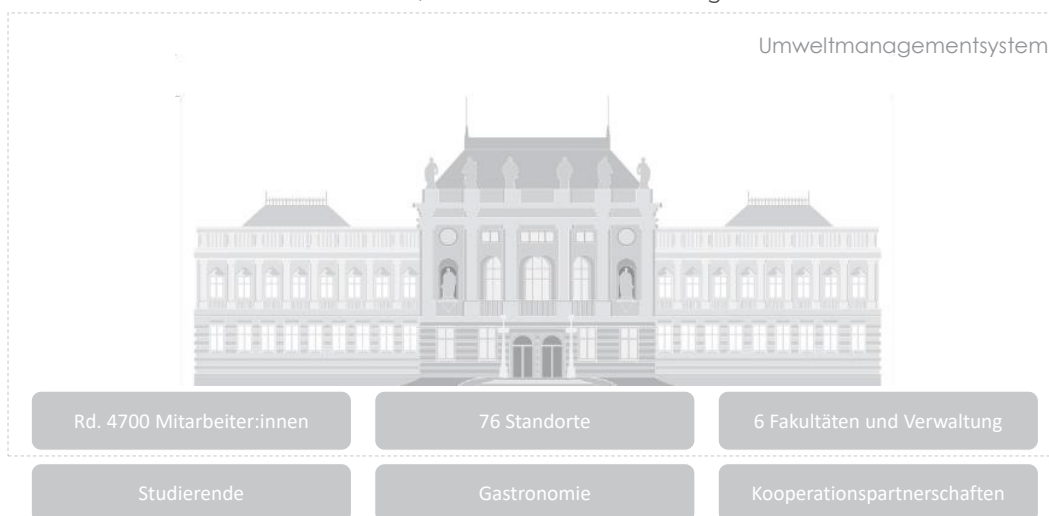 Umweltmanagementsystem
Rd. 4700 Mitarbeiter:innen
76 Standorte
6 Fakultäten und Verwaltung
Studierende
Gastronomie
Kooperationspartnerschaften